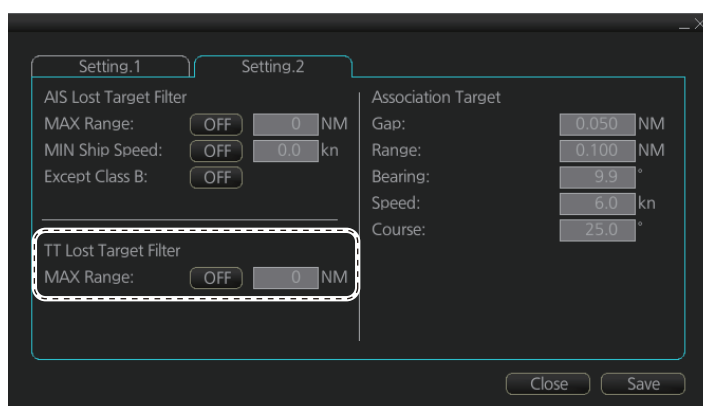 Setting.1 Setting.2
AIS Lost Target Filter
MAX Range: OFF 0 NM
MIN Ship Speed: OFF 0.0 kn
Except Class B: OFF
TT Lost Target Filter
MAX Range: OFF 0 NM
Association Target
Gap: 0.050 NM
Range: 0.100 NM
Bearing: 9.9 °
Speed: 6.0 kn
Course: 25.0 °
Close Save